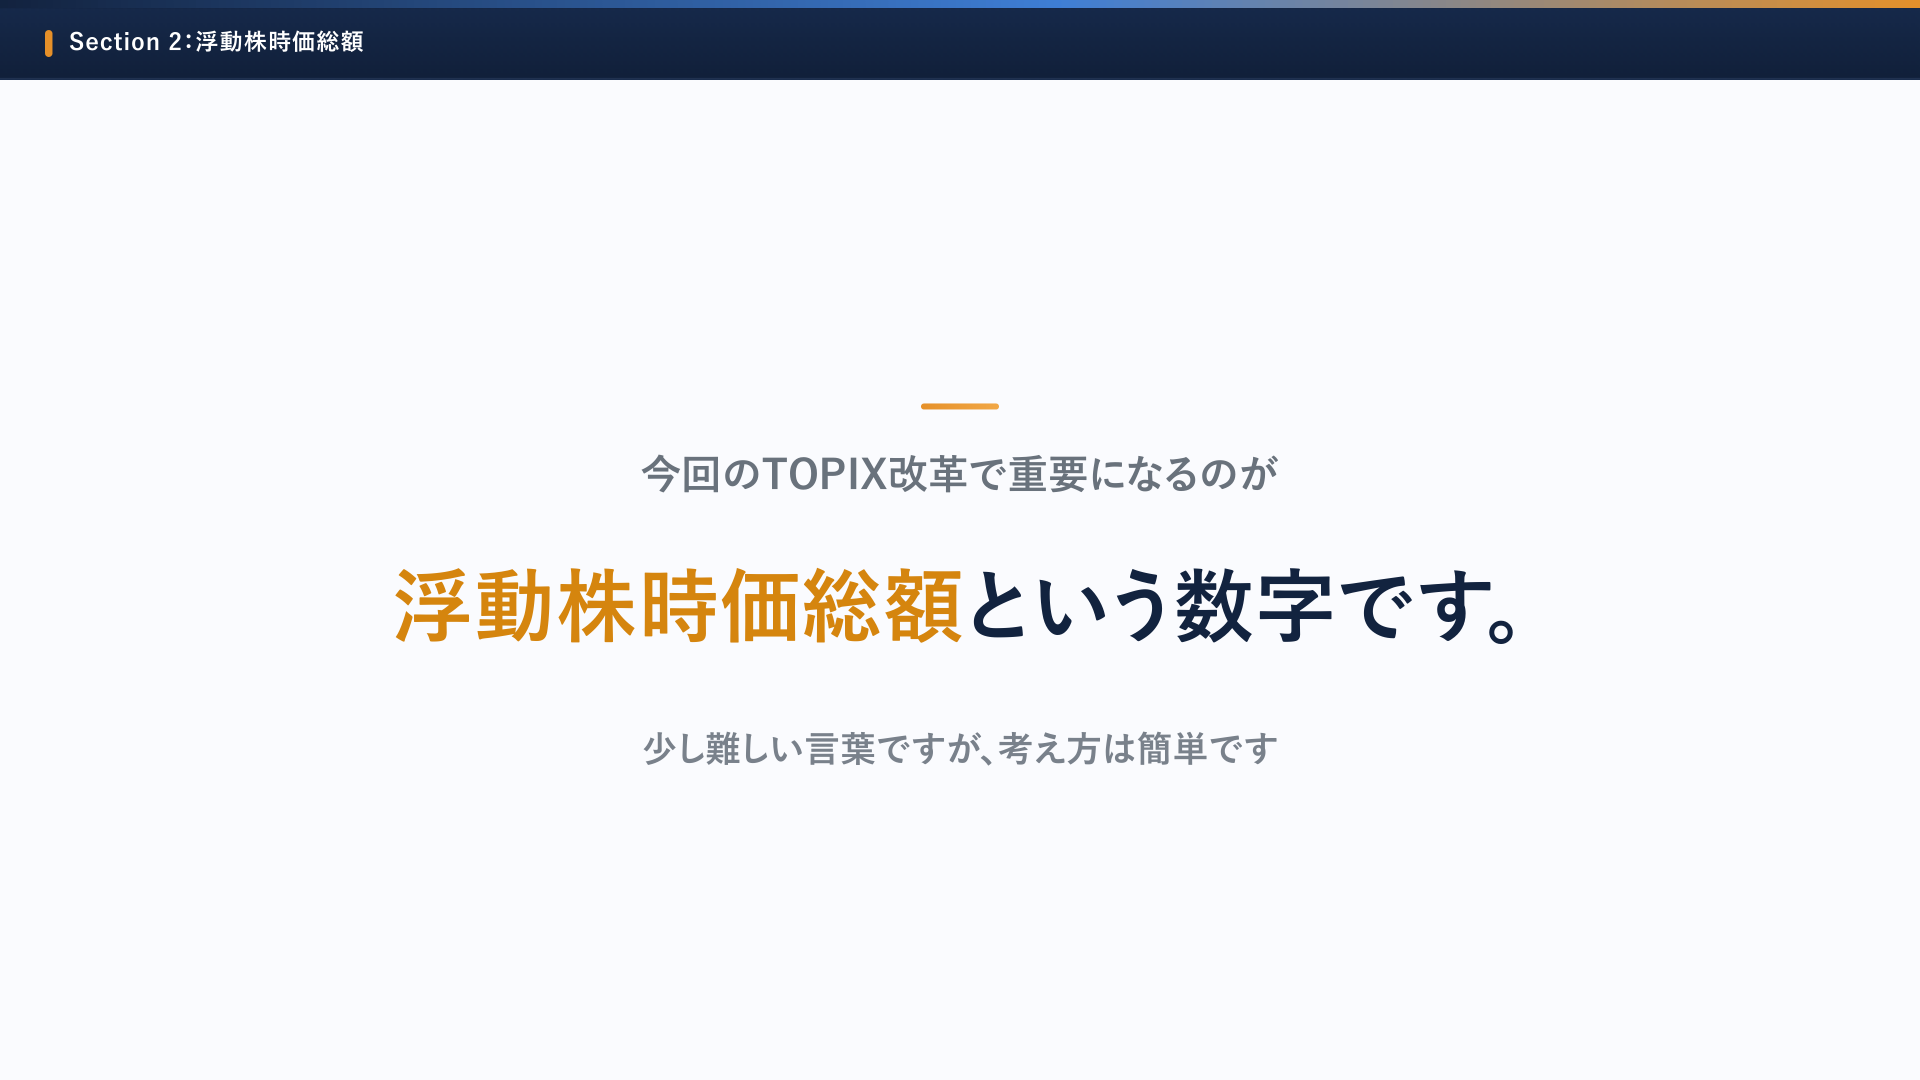 Section 2：浮動株時価総額
今回のTOPIX改革で重要になるのが
浮動株時価総額という数字です。
少し難しい言葉ですが、考え方は簡単です